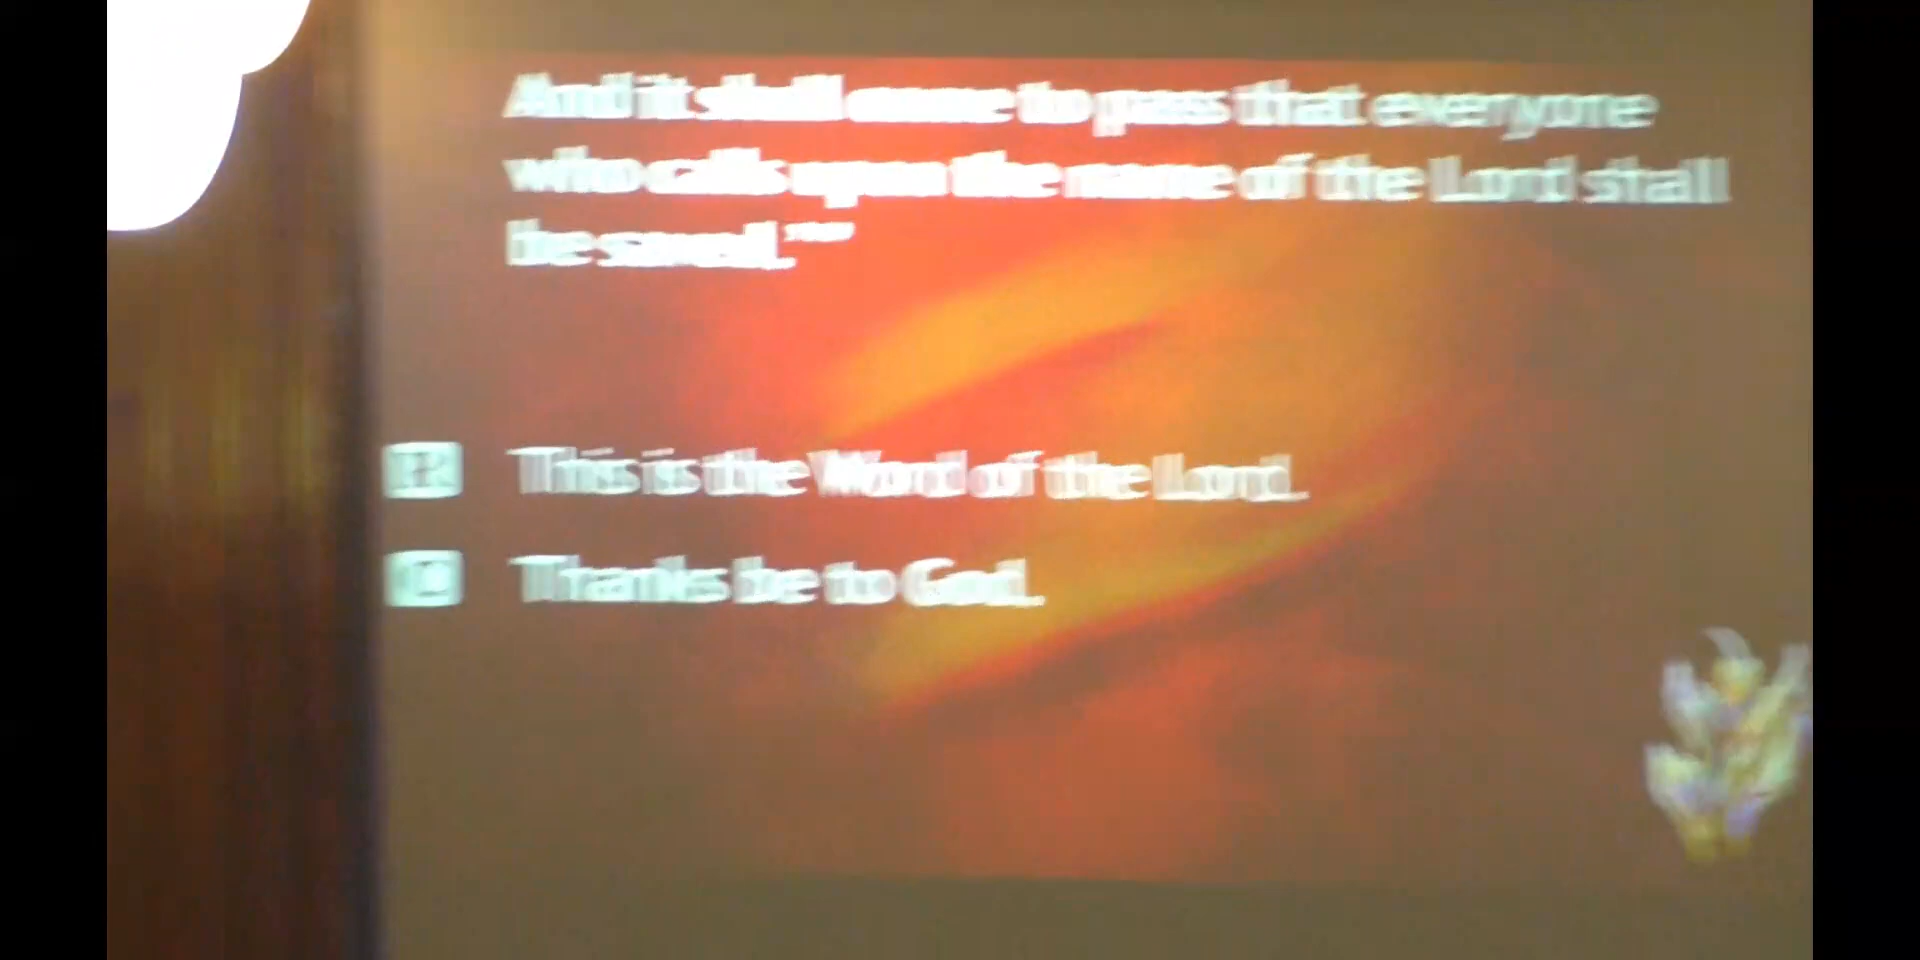 And it shall come to pass that everyone
who calls upon the name of the Lord shall
be saved.'"
This is the Word of the Lord.
C Thanks be to God.